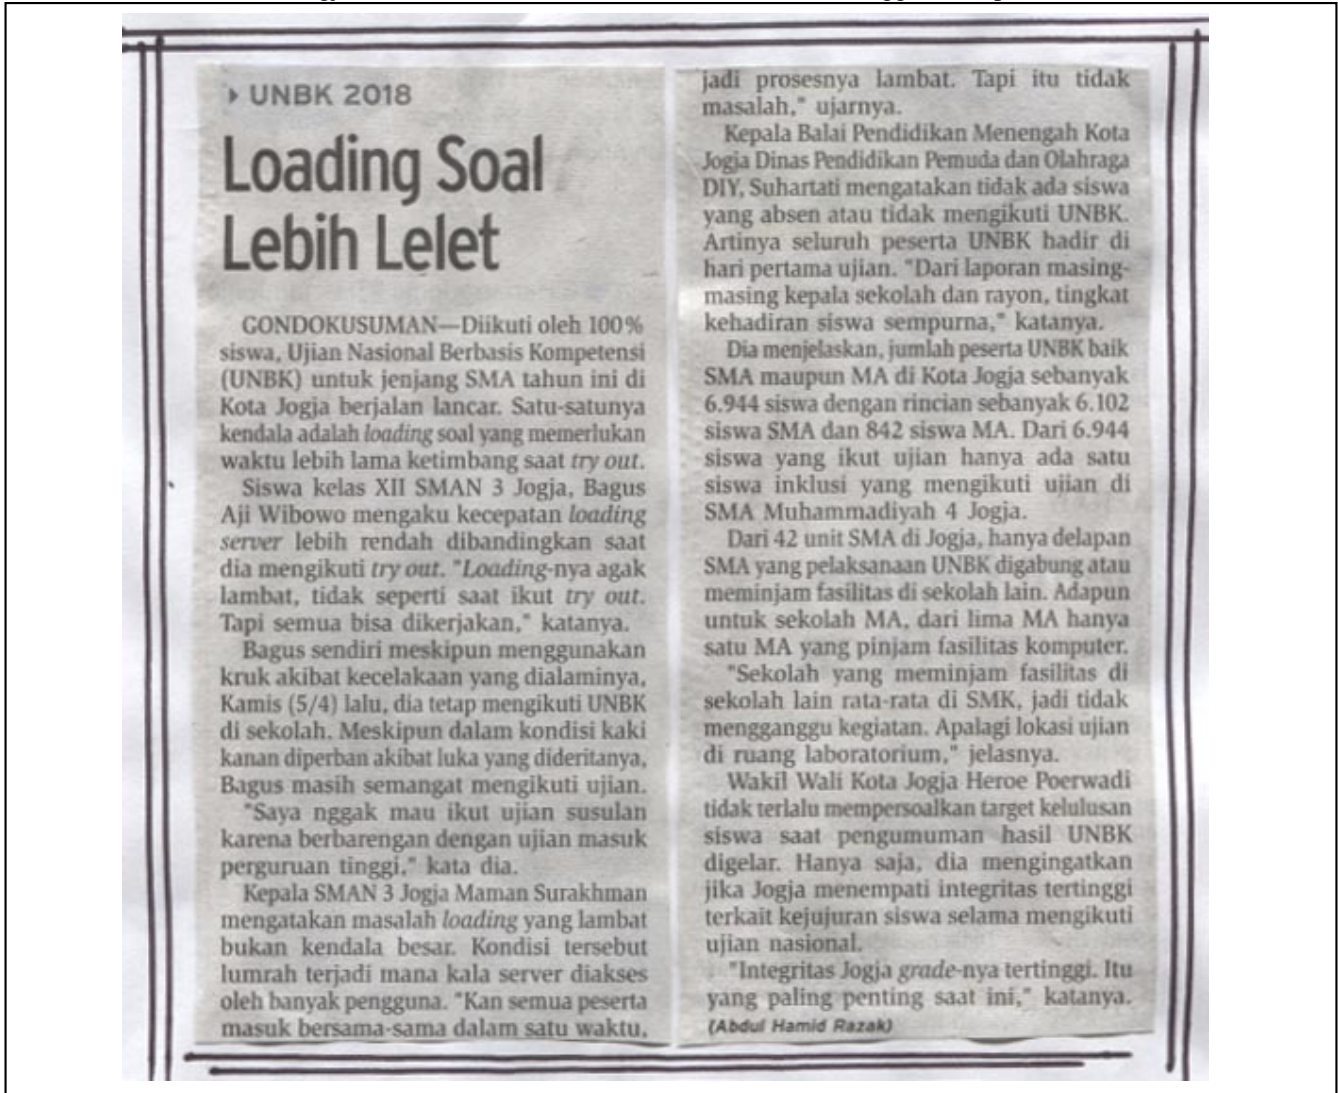 UNBK 2018
Loading Soal
Lebih Lelet
GONDOKUSUMAN—Diikuti oleh 100%
siswa, Ujian Nasional Berbasis Kompetensi
(UNBK) untuk jenjang SMA tahun ini di
Kota Jogja berjalan lancar. Satu-satunya
kendala adalah loading soal yang memerlukan
waktu lebih lama ketimbang saat try out.
Siswa kelas XII SMAN 3 Jogja, Bagus
Aji Wibowo mengaku kecepatan loading
server lebih rendah dibandingkan saat
dia mengikuti try out. "Loading-nya agak
lambat, tidak seperti saat ikut try out.
Tapi semua bisa dikerjakan," katanya.
Bagus sendiri meskipun menggunakan
kruk akibat kecelakaan yang dialaminya,
Kamis (5/4) lalu, dia tetap mengikuti UNBK
di sekolah. Meskipun dalam kondisi kaki
kanan diperban akibat luka yang dideritanya,
Bagus masih semangat mengikuti ujian.
"Saya nggak mau ikut ujian susulan
karena berbarengan dengan ujian masuk
perguruan tinggi," kata dia.
Kepala SMAN 3 Jogja Maman Surakhman
mengatakan masalah loading yang lambat
bukan kendala besar. Kondisi tersebut
lumrah terjadi mana kala server diakses
oleh banyak pengguna. "Kan semua peserta
masuk bersama-sama dalam satu waktu,
jadi prosesnya lambat. Tapi itu tidak
masalah," ujarnya.
Kepala Balai Pendidikan Menengah Kota
Jogja Dinas Pendidikan Pemuda dan Olahraga
DIY, Suhartati mengatakan tidak ada siswa
yang absen atau tidak mengikuti UNBK.
Artinya seluruh peserta UNBK hadir di
hari pertama ujian. "Dari laporan masing-
masing kepala sekolah dan rayon, tingkat
kehadiran siswa sempurna," katanya.
Dia menjelaskan, jumlah peserta UNBK baik
SMA maupun MA di Kota Jogja sebanyak
6.944 siswa dengan rincian sebanyak 6.102
siswa SMA dan 842 siswa MA. Dari 6.944
siswa yang ikut ujian hanya ada satu
siswa inklusi yang mengikuti ujian di
SMA Muhammadiyah 4 Jogja.
Dari 42 unit SMA di Jogja, hanya delapan
SMA yang pelaksanaan UNBK digabung atau
meminjam fasilitas di sekolah lain. Adapun
untuk sekolah MA, dari lima MA hanya
satu MA yang pinjam fasilitas komputer.
"Sekolah yang meminjam fasilitas di
sekolah lain rata-rata di SMK, jadi tidak
mengganggu kegiatan. Apalagi lokasi ujian
di ruang laboratorium," jelasnya.
Wakil Wali Kota Jogja Heroe Poerwadi
tidak terlalu mempersoalkan target kelulusan
siswa saat pengumuman hasil UNBK
digelar. Hanya saja, dia mengingatkan
jika Jogja menempati integritas tertinggi
terkait kejujuran siswa selama mengikuti
ujian nasional.
"Integritas Jogja grade-nya tertinggi. Itu
yang paling penting saat ini," katanya.
(Abdul Hamid Razak)